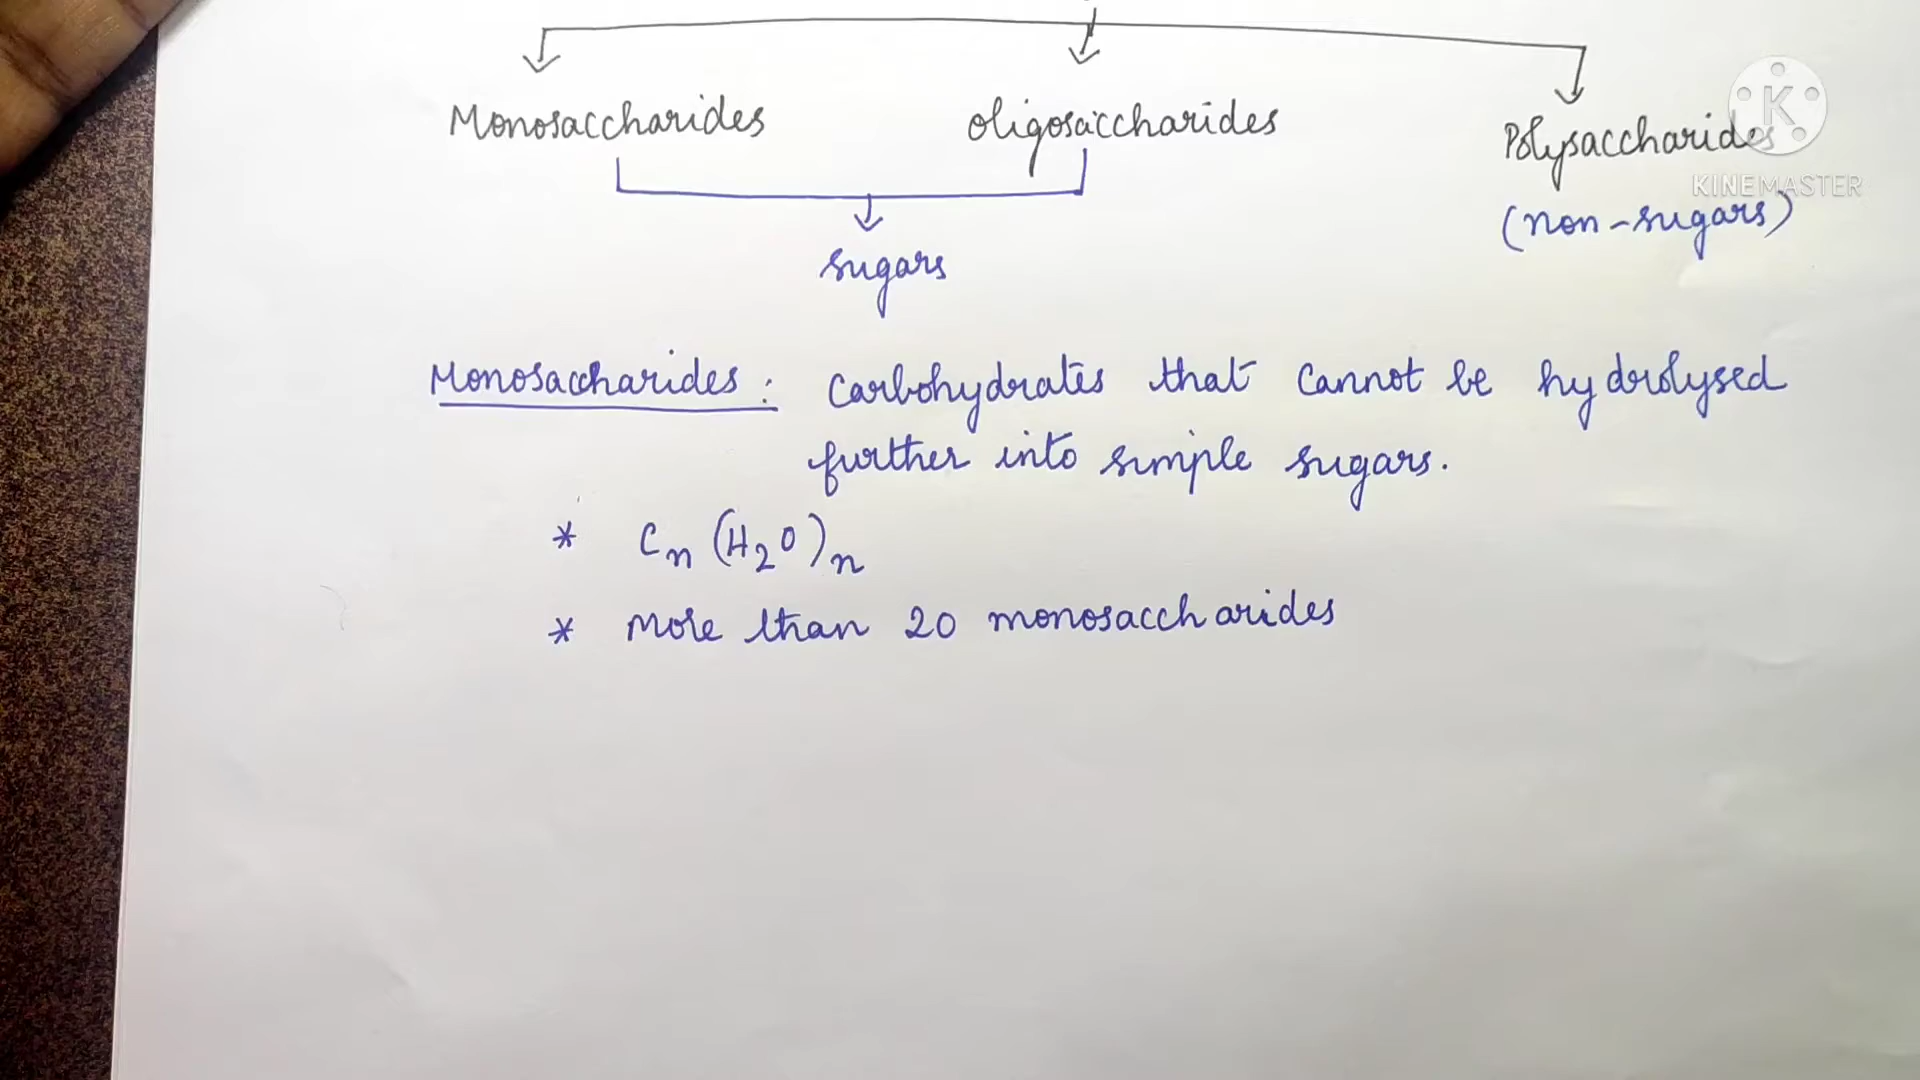 Monosaccharides oligosaccharides Polysaccharides
K
KINEMASTER
(non-sugars)
sugars
Monosaccharides : Carbohydrates that cannot be hydrolysed
further into simple sugars.
* Cn (H2O)n
* More than 20 monosaccharides